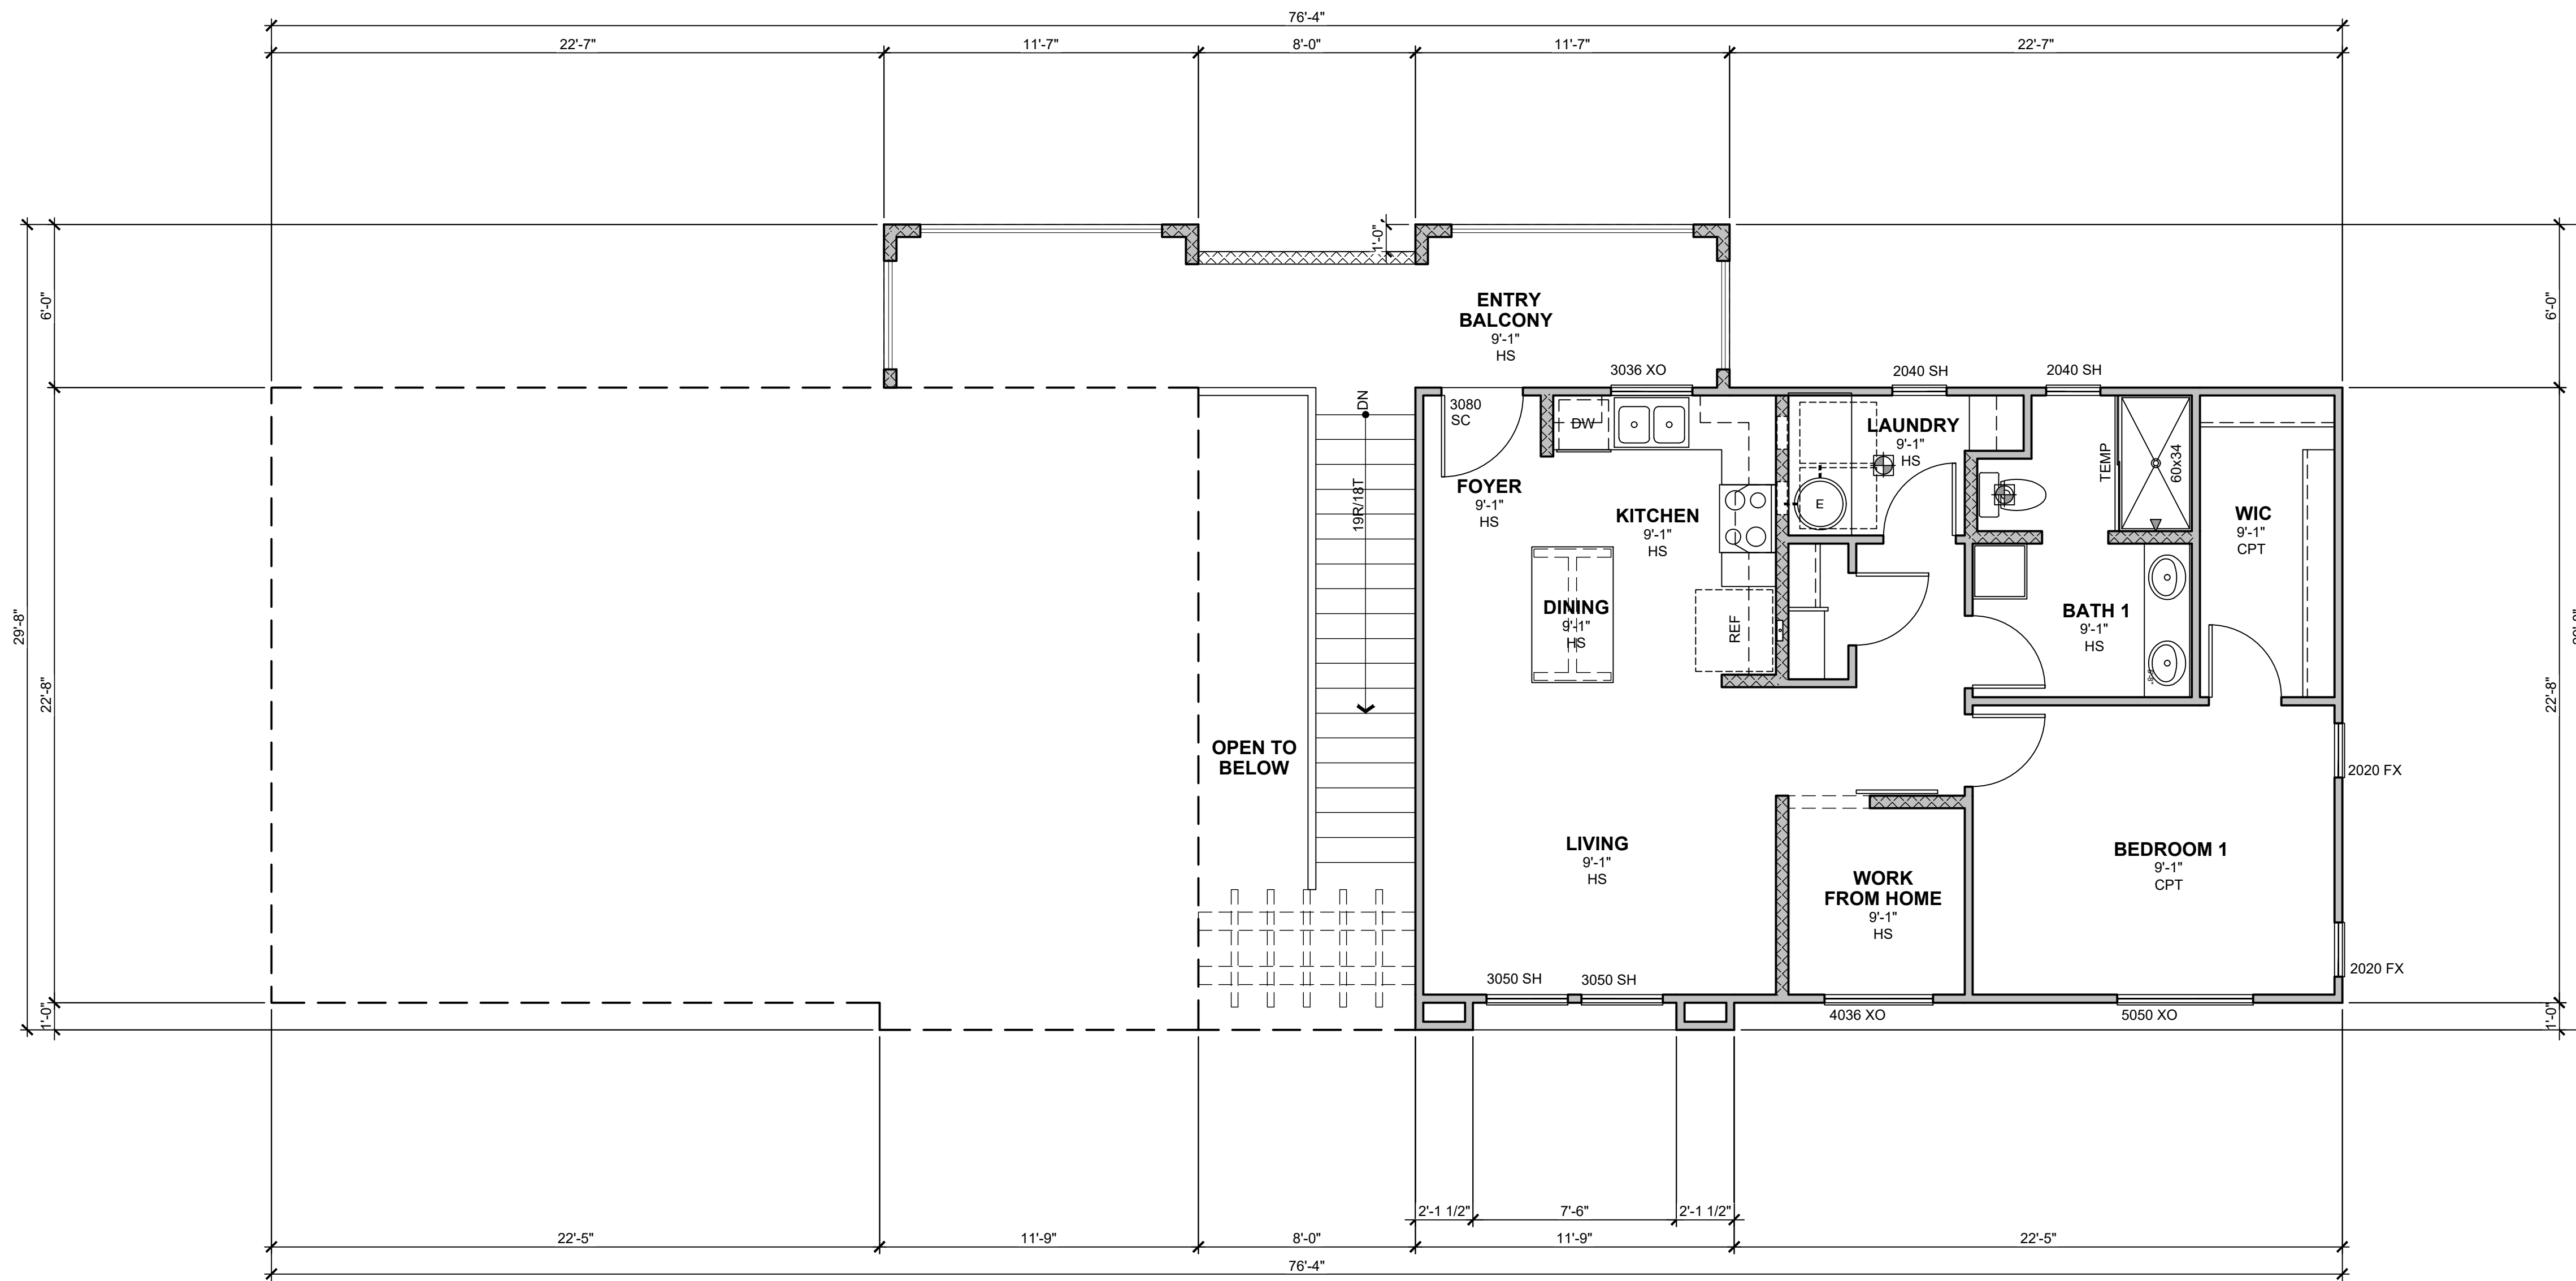 76'-4"
22'-7"
11'-7"
8'-0"
11'-7"
22'-7"
1'-0"
6'-0"
6'-0"
ENTRY
BALCONY
9'-1"
HS
3036 XO
2040 SH
2040 SH
DN
3080
SC
DW
LAUNDRY
9'-1"
HS
TEMP
60x34
19R/18T
FOYER
9'-1"
HS
KITCHEN
9'-1"
HS
E
WIC
9'-1"
CPT
DINING
9'-1"
HS
REF
BATH 1
9'-1"
HS
29'-8"
22'-8"
22'-8"
OPEN TO
BELOW
2020 FX
LIVING
9'-1"
HS
WORK
FROM HOME
9'-1"
HS
BEDROOM 1
9'-1"
CPT
2020 FX
3050 SH
3050 SH
4036 XO
5050 XO
1'-0"
1'-0"
2'-1 1/2"
7'-6"
2'-1 1/2"
22'-5"
11'-9"
8'-0"
11'-9"
22'-5"
76'-4"